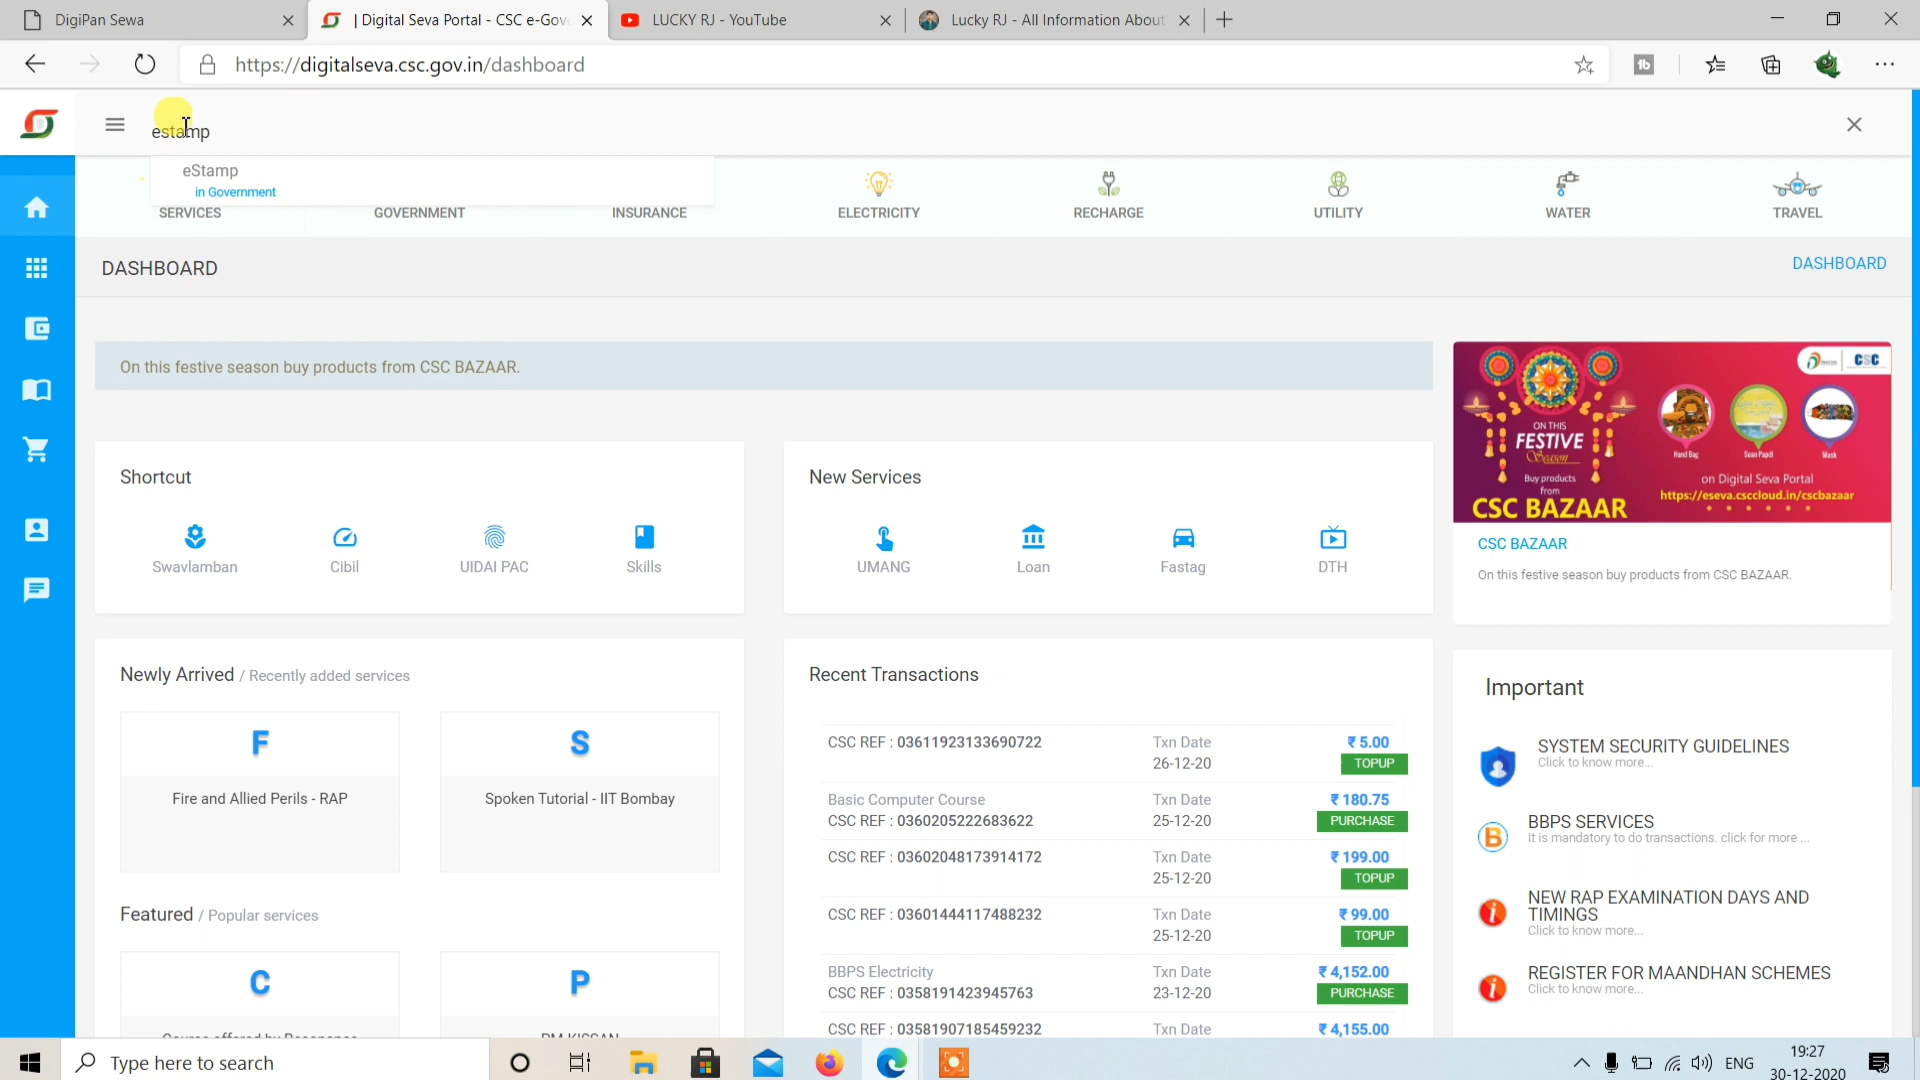 DigiPan Sewa
| Digital Seva Portal - CSC e-Gov
LUCKY RJ - YouTube
Lucky RJ - All Information About
https://digitalseva.csc.gov.in/dashboard
estamp
eStamp
in Government
SERVICES
GOVERNMENT
INSURANCE
ELECTRICITY
RECHARGE
UTILITY
WATER
TRAVEL
DASHBOARD
DASHBOARD
On this festive season buy products from CSC BAZAAR.
Shortcut
Swavlamban
Cibil
UIDAI PAC
Skills
New Services
UMANG
Loan
Fastag
DTH
CSC
ON THIS
FESTIVE
Season
Buy products
from
CSC BAZAAR
Hand Bag
Soan Papdi
Mask
on Digital Seva Portal
https://eseva.csccloud.in/cscbazaar
CSC BAZAAR
On this festive season buy products from CSC BAZAAR.
Newly Arrived / Recently added services
F
Fire and Allied Perils - RAP
S
Spoken Tutorial - IIT Bombay
Featured / Popular services
C
P
PM KISSAN
Recent Transactions
CSC REF : 03611923133690722
Txn Date
26-12-20
₹ 5.00
TOPUP
Basic Computer Course
CSC REF : 0360205222683622
Txn Date
25-12-20
₹ 180.75
PURCHASE
CSC REF : 03602048173914172
Txn Date
25-12-20
₹ 199.00
TOPUP
CSC REF : 03601444117488232
Txn Date
25-12-20
₹ 99.00
TOPUP
BBPS Electricity
CSC REF : 0358191423945763
Txn Date
23-12-20
₹ 4,152.00
PURCHASE
CSC REF : 03581907185459232
Txn Date
₹ 4,155.00
Important
SYSTEM SECURITY GUIDELINES
Click to know more...
BBPS SERVICES
It is mandatory to do transactions. click for more ...
NEW RAP EXAMINATION DAYS AND
TIMINGS
Click to know more...
REGISTER FOR MAANDHAN SCHEMES
Click to know more...
Type here to search
ENG
19:27
30-12-2020